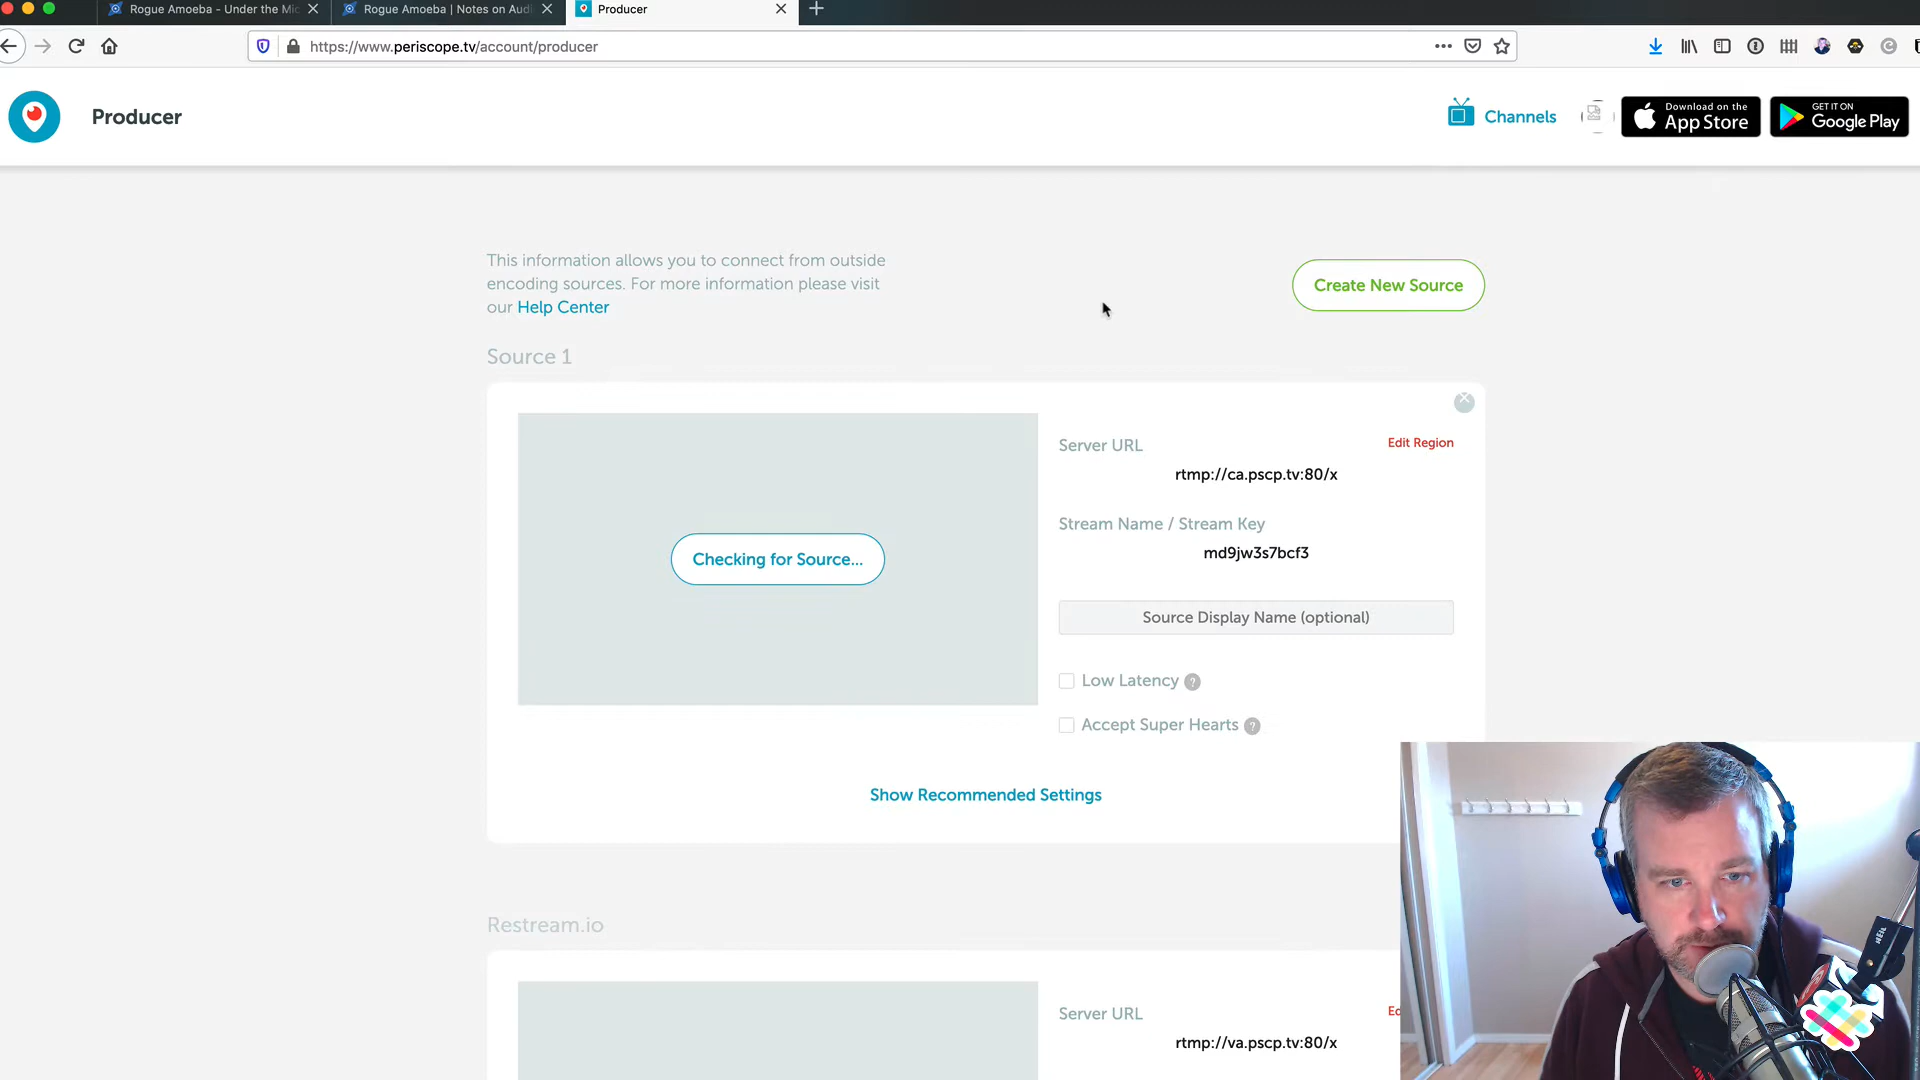 Rogue Amoeba - Under the Mic
Rogue Amoeba | Notes on Audi
Producer
https://www.periscope.tv/account/producer
Producer
Channels
Download on the
App Store
GET IT ON
Google Play
This information allows you to connect from outside
encoding sources. For more information please visit
our Help Center
Create New Source
Source 1
Server URL
Edit Region
rtmp://ca.pscp.tv:80/x
Checking for Source...
Stream Name / Stream Key
md9jw3s7bcf3
Source Display Name (optional)
Low Latency ?
Accept Super Hearts ?
Show Recommended Settings
Restream.io
Server URL
Ed
rtmp://va.pscp.tv:80/x
HEIL